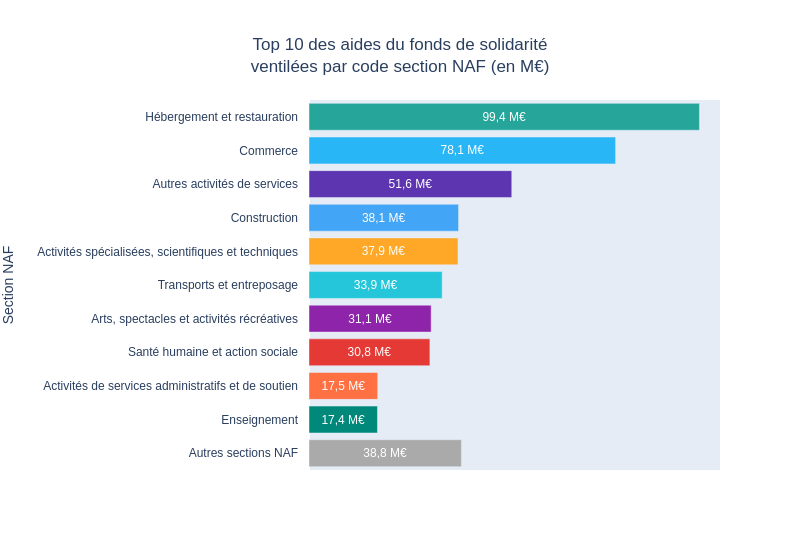 Top 10 des aides du fonds de solidarité
ventilées par code section NAF (en M€)
Section NAF
Hébergement et restauration 99,4 M€
Commerce 78,1 M€
Autres activités de services 51,6 M€
Construction 38,1 M€
Activités spécialisées, scientifiques et techniques 37,9 M€
Transports et entreposage 33,9 M€
Arts, spectacles et activités récréatives 31,1 M€
Santé humaine et action sociale 30,8 M€
Activités de services administratifs et de soutien 17,5 M€
Enseignement 17,4 M€
Autres sections NAF 38,8 M€